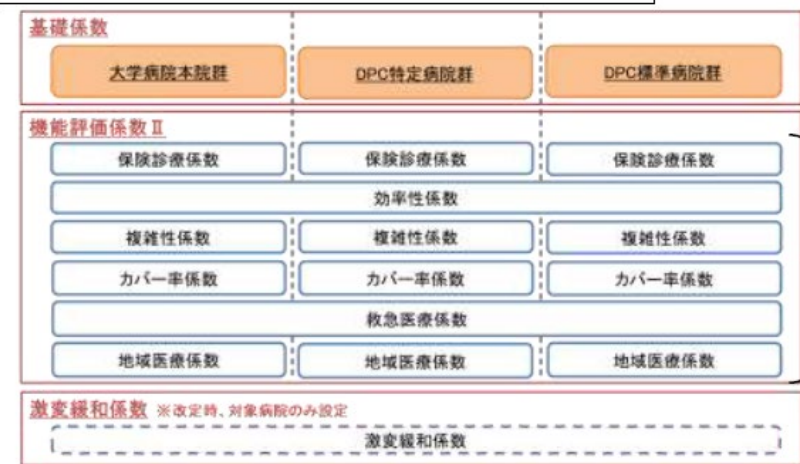 基礎係数
大学病院本院群 DPC特定病院群 DPC標準病院群
機能評価係数Ⅱ
保険診療係数 保険診療係数 保険診療係数
効率性係数
複雑性係数 複雑性係数 複雑性係数
カバー率係数 カバー率係数 カバー率係数
救急医療係数
地域医療係数 地域医療係数 地域医療係数
激変緩和係数 ※改定時、対象病院のみ設定
激変緩和係数